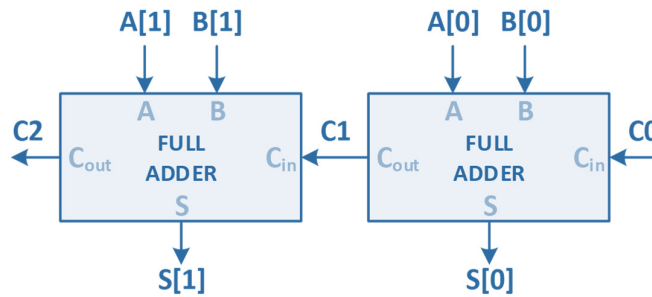 A[1] B[1] A[0] B[0]
A B A B
C2 C1 C0
FULL FULL
Cout ADDER Cin Cout ADDER Cin
S S
S[1] S[0]